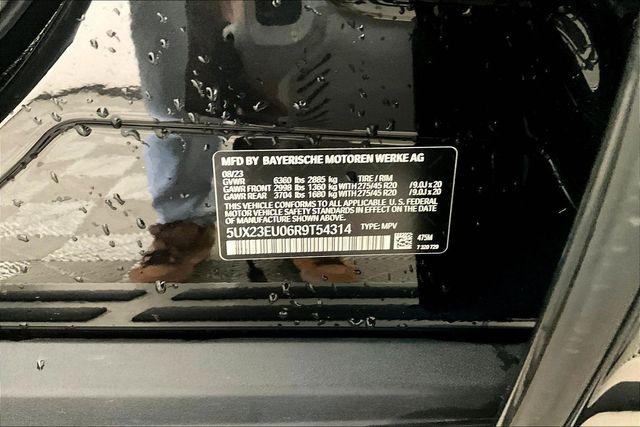 MFD BY BAYERISCHE MOTOREN WERKE AG
08/23
GVWR 6360 lbs 2885 kg TIRE / RIM
GAWR FRONT 2998 lbs 1360 kg WITH 275/45 R20 / 9.0J x 20
GAWR REAR 3704 lbs 1680 kg WITH 275/45 R20 / 9.0J x 20
THIS VEHICLE CONFORMS TO ALL APPLICABLE U. S. FEDERAL
MOTOR VEHICLE SAFETY STANDARDS IN EFFECT ON THE DATE
OF MANUFACTURE SHOWN ABOVE.
5UX23EU06R9T54314 TYPE: MPV
475M
7 320 729